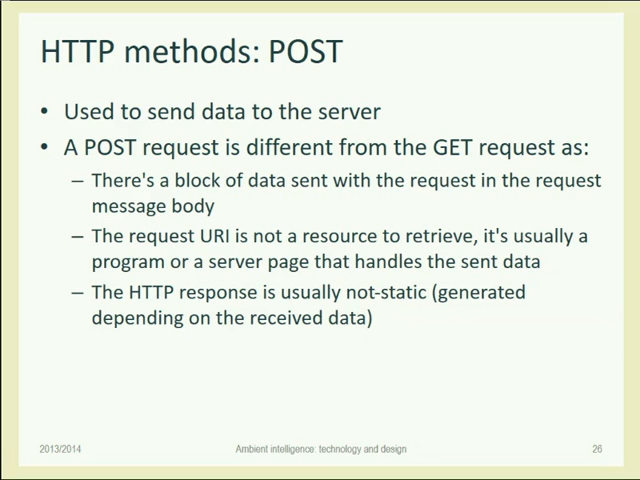 HTTP methods: POST
• Used to send data to the server
• A POST request is different from the GET request as:
– There's a block of data sent with the request in the request
message body
– The request URI is not a resource to retrieve, it's usually a
program or a server page that handles the sent data
– The HTTP response is usually not-static (generated
depending on the received data)
2013/2014 Ambient intelligence: technology and design 26